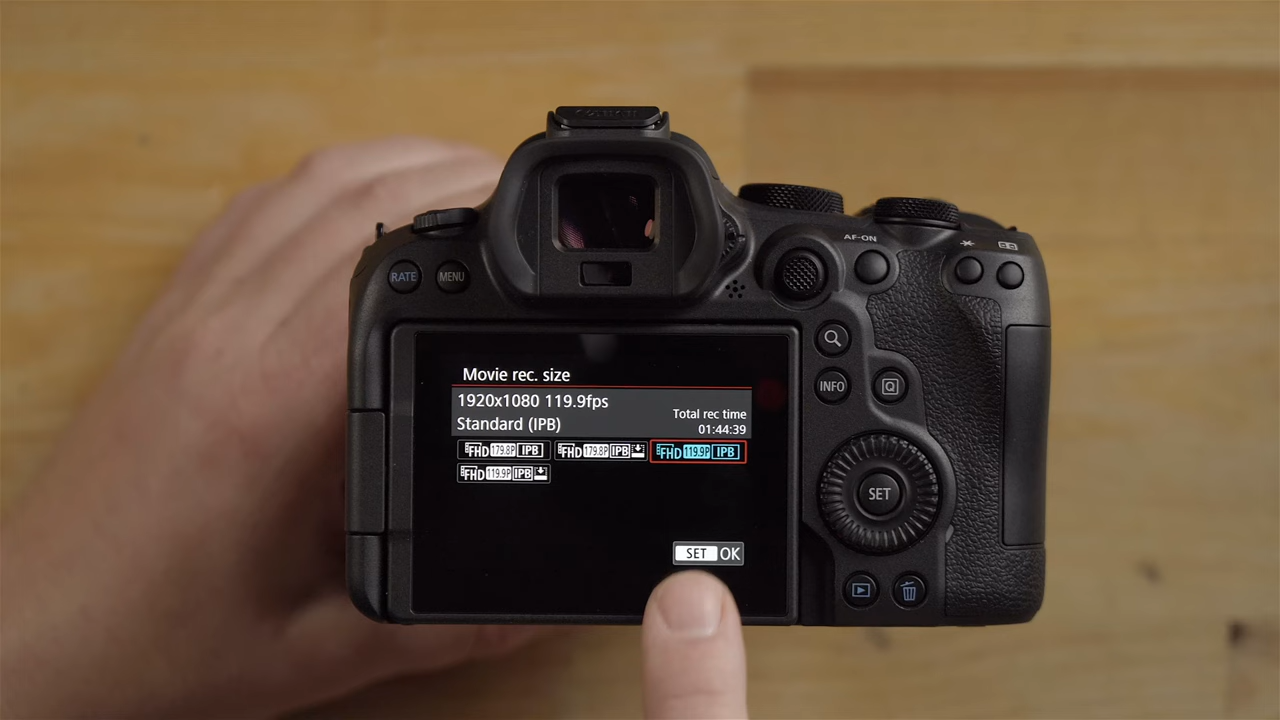 AF-ON
RATE
MENU
INFO
Q
SET
Movie rec. size
1920x1080 119.9fps
Standard (IPB)
Total rec time
01:44:39
FHD 179.8P IPB
FHD 179.8P IPB
FHD 119.9P IPB
FHD 119.9P IPB
SET OK